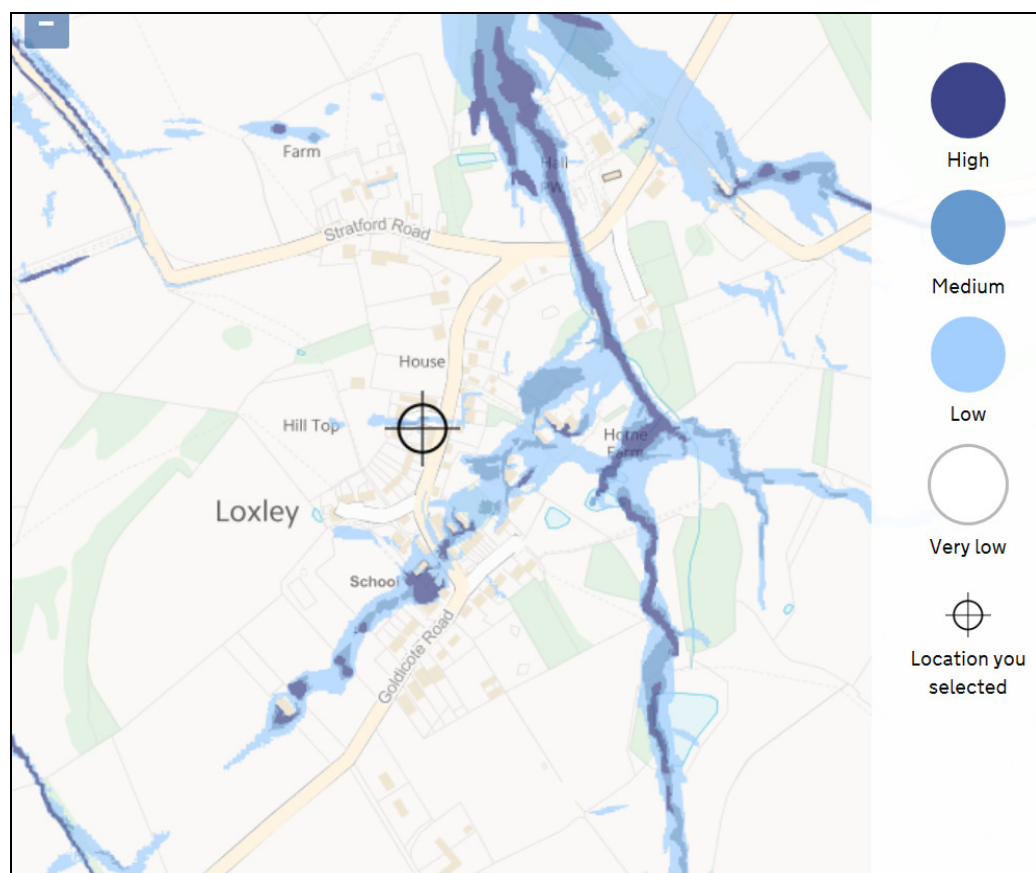 −
Farm
Hall
PW
Stratford Road
House
Hill Top
Horne
Farm
Loxley
School
Goldicote Road
High
Medium
Low
Very low
Location you
selected